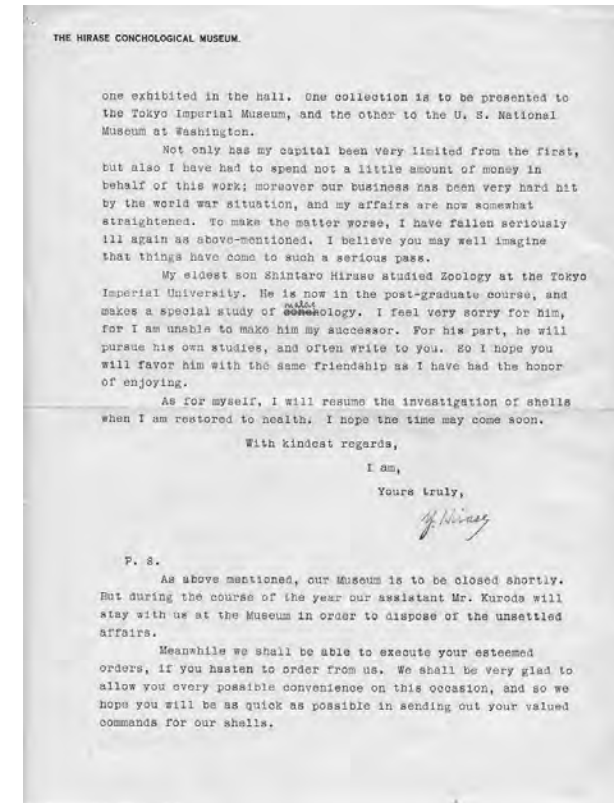 THE HIRASE CONCHOLOGICAL MUSEUM.
one exhibited in the hall. One collection is to be presented to
the Tokyo Imperial Museum, and the other to the U. S. National
Museum at Washington.
Not only has my capital been very limited from the first,
but also I have had to spend not a little amount of money in
behalf of this work; moreover our business has been very hard hit
by the world war situation, and my affairs are now somewhat
straightened. To make the matter worse, I have fallen seriously
ill again as above-mentioned. I believe you may well imagine
that things have come to such a serious pass.
My eldest son Shintaro Hirase studied Zoology at the Tokyo
Imperial University. He is now in the post-graduate course, and
malac
makes a special study of conchology. I feel very sorry for him,
for I am unable to make him my successor. For his part, he will
pursue his own studies, and often write to you. So I hope you
will favor him with the same friendship as I have had the honor
of enjoying.
As for myself, I will resume the investigation of shells
when I am restored to health. I hope the time may come soon.
With kindest regards,
I am,
Yours truly,
Y. Hirase
P. S.
As above mentioned, our Museum is to be closed shortly.
But during the course of the year our assistant Mr. Kuroda will
stay with us at the Museum in order to dispose of the unsettled
affairs.
Meanwhile we shall be able to execute your esteemed
orders, if you hasten to order from us. We shall be very glad to
allow you every possible convenience on this occasion, and so we
hope you will be as quick as possible in sending out your valued
commands for our shells.